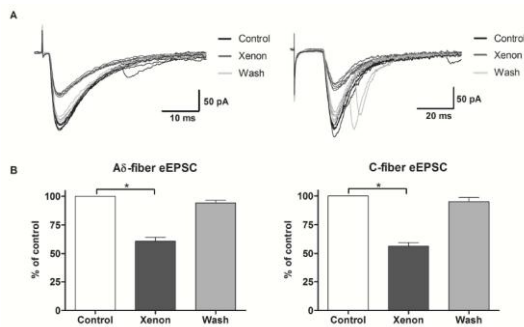 A
Control
Xenon
Wash
50 pA
10 ms
Control
Xenon
Wash
50 pA
20 ms
B
Aδ-fiber eEPSC
% of control
100
75
50
25
0
*
Control
Xenon
Wash
C-fiber eEPSC
% of control
100
75
50
25
0
*
Control
Xenon
Wash